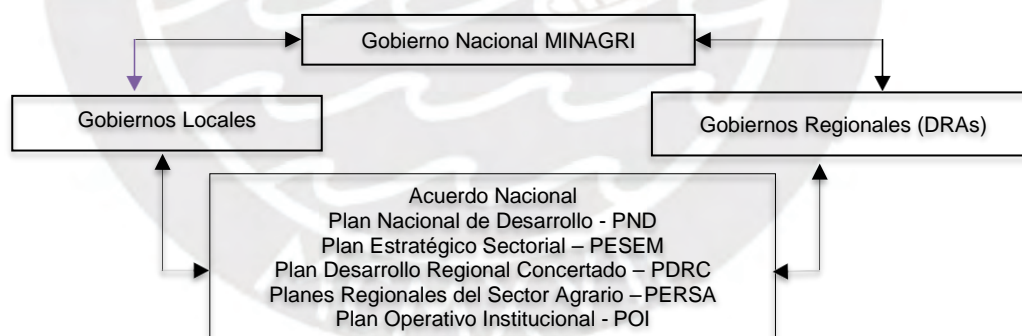 Gobierno Nacional MINAGRI
Gobiernos Locales
Gobiernos Regionales (DRAs)
Acuerdo Nacional
Plan Nacional de Desarrollo - PND
Plan Estratégico Sectorial – PESEM
Plan Desarrollo Regional Concertado – PDRC
Planes Regionales del Sector Agrario –PERSA
Plan Operativo Institucional - POI